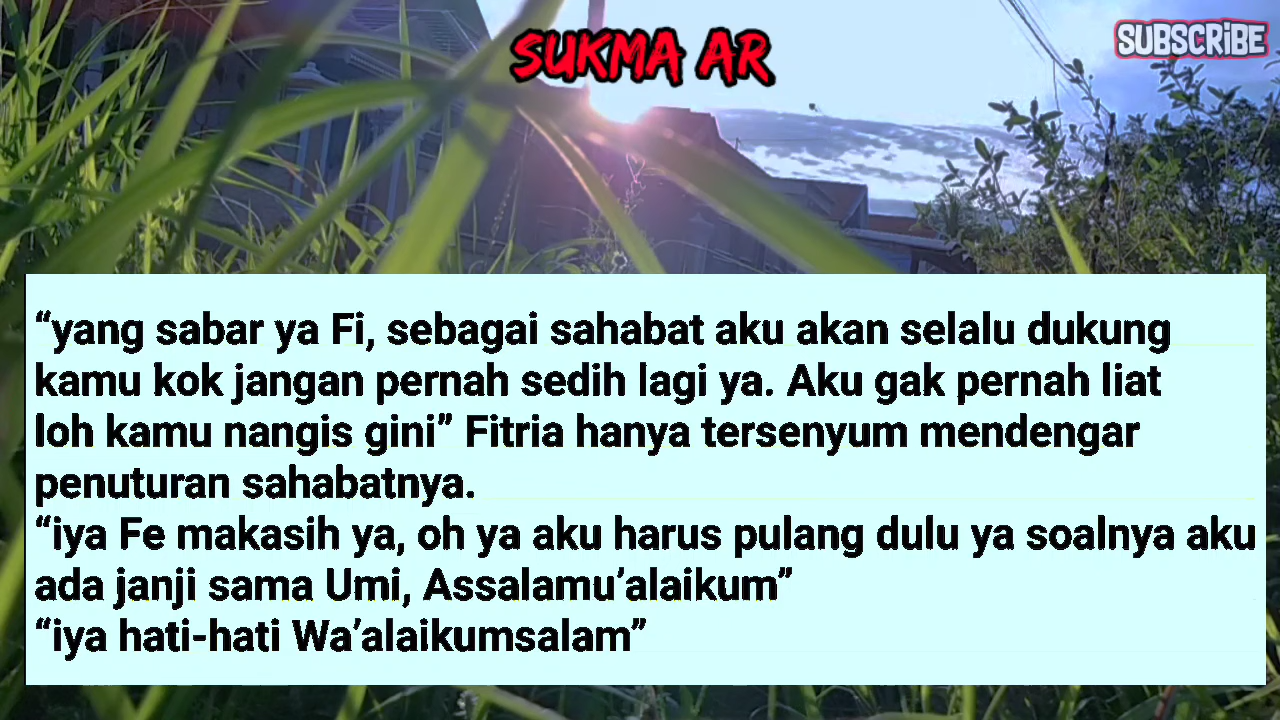 SUKMA AR
SUBSCRiBE
“yang sabar ya Fi, sebagai sahabat aku akan selalu dukung
kamu kok jangan pernah sedih lagi ya. Aku gak pernah liat
loh kamu nangis gini” Fitria hanya tersenyum mendengar
penuturan sahabatnya.
“iya Fe makasih ya, oh ya aku harus pulang dulu ya soalnya aku
ada janji sama Umi, Assalamu’alaikum”
“iya hati-hati Wa’alaikumsalam”